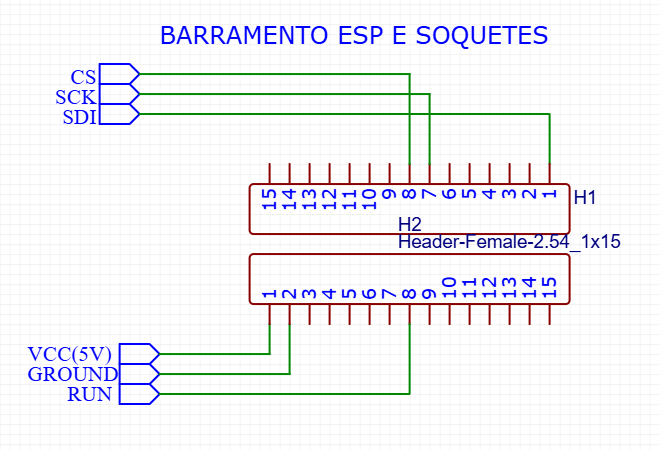 BARRAMENTO ESP E SOQUETES
CS
SCK
SDI
15 14 13 12 11 10 9 8 7 6 5 4 3 2 1
H1
H2
Header-Female-2.54_1x15
1 2 3 4 5 6 7 8 9 10 11 12 13 14 15
VCC(5V)
GROUND
RUN